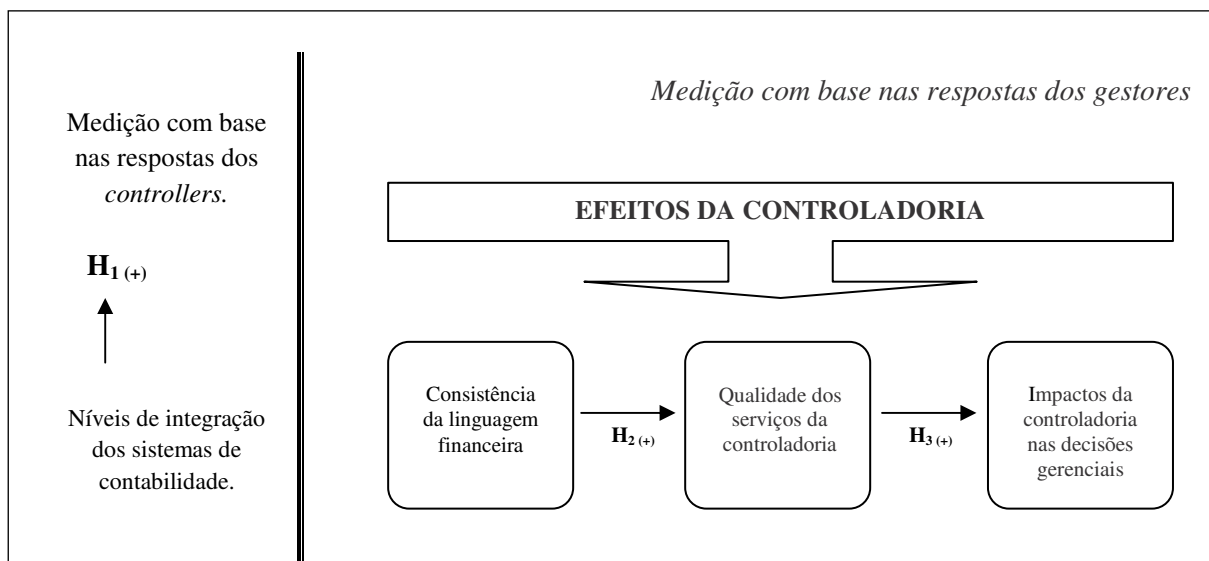 Medição com base
nas respostas dos
controllers.
H1 (+)
Níveis de integração
dos sistemas de
contabilidade.
Medição com base nas respostas dos gestores
EFEITOS DA CONTROLADORIA
Consistência
da linguagem
financeira
H2 (+)
Qualidade dos
serviços da
controladoria
H3 (+)
Impactos da
controladoria
nas decisões
gerenciais